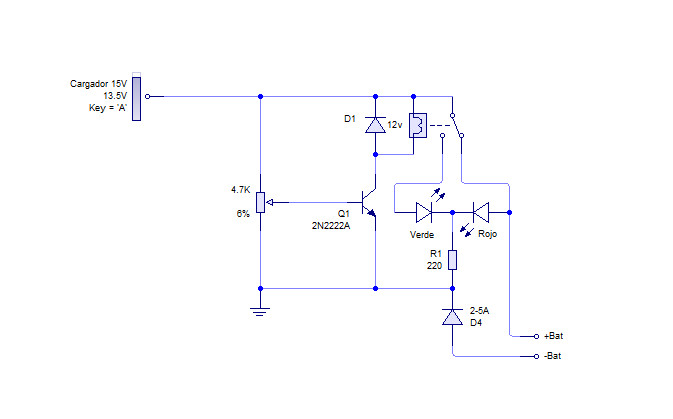 Cargador 15V
13.5V
Key = 'A'
D1
12v
4.7K
6%
Q1
2N2222A
Verde
Rojo
R1
220
2-5A
D4
+Bat
-Bat